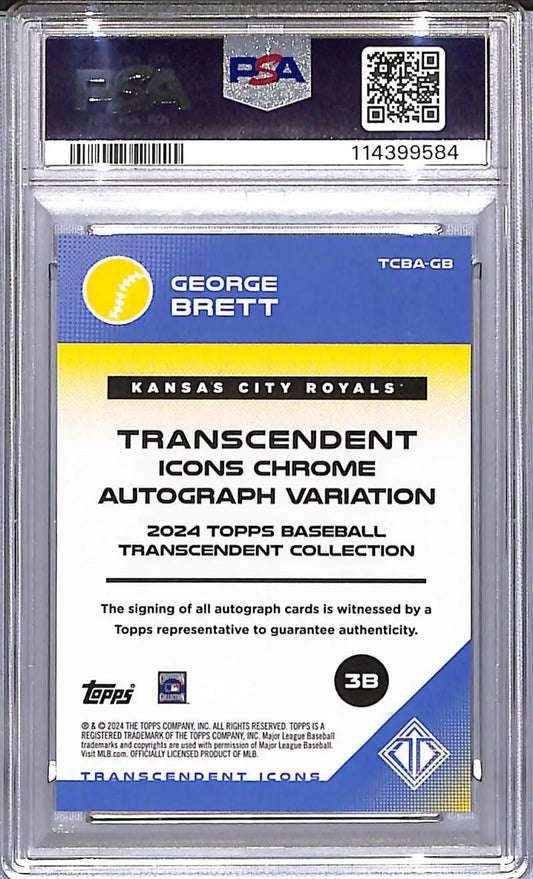 PSA
PSA
114399584
TCBA-GB
GEORGE
BRETT
KANSAS CITY ROYALS
TRANSCENDENT
ICONS CHROME
AUTOGRAPH VARIATION
2024 TOPPS BASEBALL
TRANSCENDENT COLLECTION
The signing of all autograph cards is witnessed by a
Topps representative to guarantee authenticity.
3B
topps
COOPERSTOWN
COLLECTION
® & © 2024 THE TOPPS COMPANY, INC. ALL RIGHTS RESERVED. TOPPS IS A
REGISTERED TRADEMARK OF THE TOPPS COMPANY, INC. Major League Baseball
trademarks and copyrights are used with permission of Major League Baseball.
Visit MLB.com. OFFICIALLY LICENSED PRODUCT OF MLB.
TRANSCENDENT ICONS